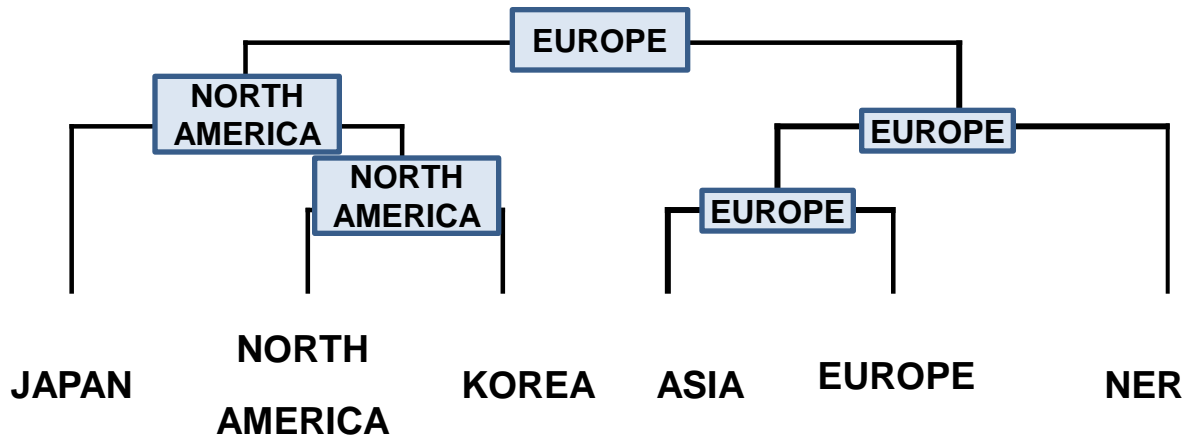 EUROPE
NORTH
AMERICA
EUROPE
NORTH
AMERICA
EUROPE
JAPAN
NORTH
AMERICA
KOREA
ASIA
EUROPE
NER